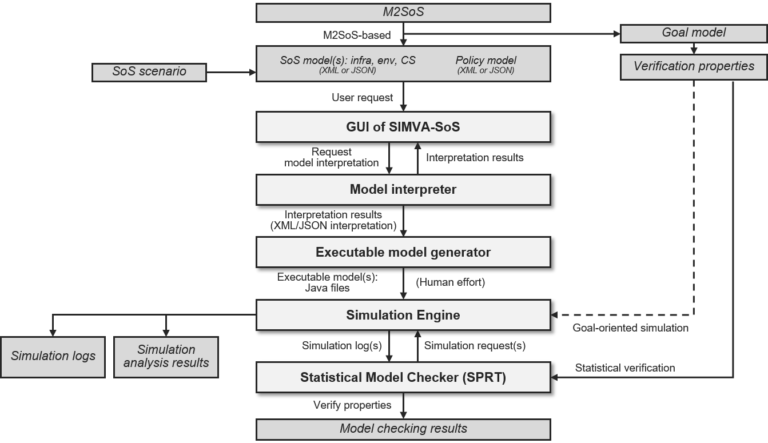 M2SoS
M2SoS-based
Goal model
SoS scenario
SoS model(s): infra, env, CS
(XML or JSON)
Policy model
(XML or JSON)
Verification properties
User request
GUI of SIMVA-SoS
Request
model interpretation
Interpretation results
Model interpreter
Interpretation results
(XML/JSON interpretation)
Executable model generator
Executable model(s):
Java files
(Human effort)
Simulation Engine
Goal-oriented simulation
Simulation logs
Simulation
analysis results
Simulation log(s)
Simulation request(s)
Statistical Model Checker (SPRT)
Statistical verification
Verify properties
Model checking results